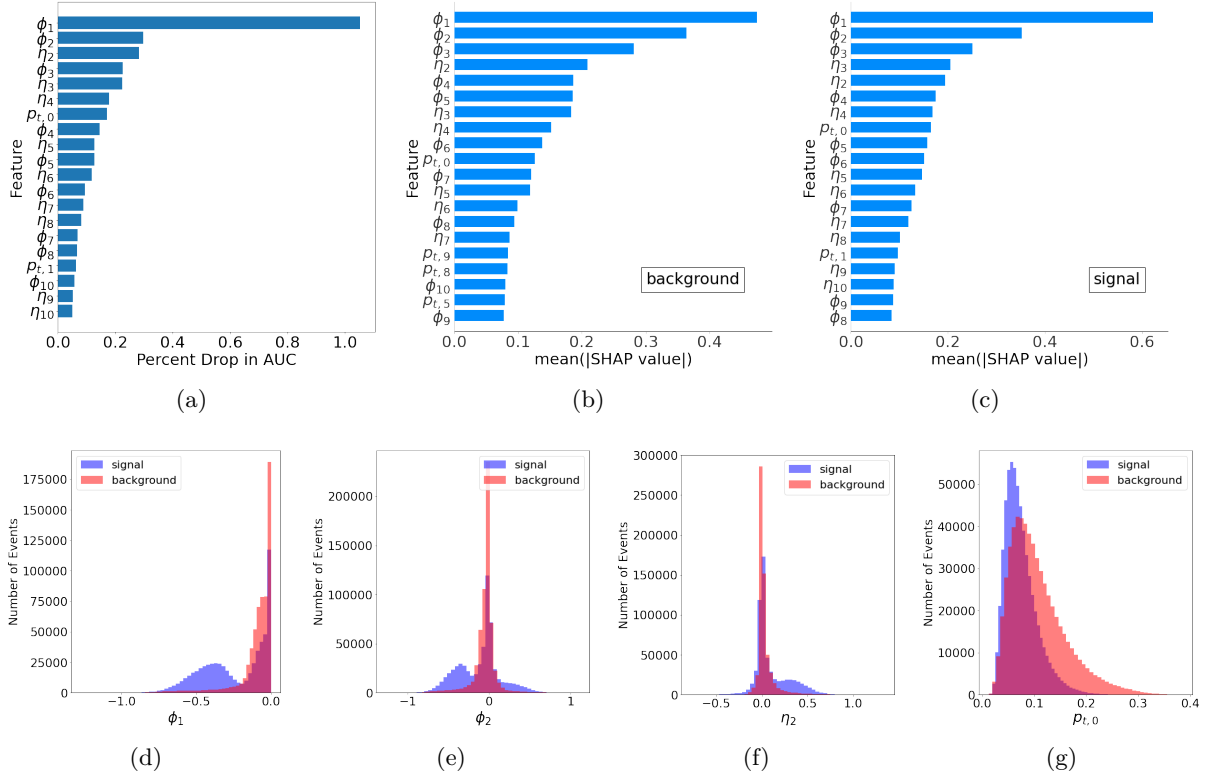 Feature
ϕ1
ϕ2
η2
ϕ3
η3
η4
pt, 0
ϕ4
η5
ϕ5
η6
ϕ6
η7
η8
ϕ7
ϕ8
pt, 1
ϕ10
η9
η10
0.0 0.2 0.4 0.6 0.8 1.0
Percent Drop in AUC
(a)
Feature
ϕ1
ϕ2
ϕ3
η2
ϕ4
ϕ5
η3
η4
ϕ6
pt, 0
ϕ7
η5
η6
ϕ8
η7
pt, 9
pt, 8
ϕ10
pt, 5
ϕ9
background
0.0 0.1 0.2 0.3 0.4
mean(|SHAP value|)
(b)
Feature
ϕ1
ϕ2
ϕ3
η3
η2
ϕ4
η4
pt, 0
ϕ5
ϕ6
η5
η6
ϕ7
η7
η8
pt, 1
η9
η10
ϕ9
ϕ8
signal
0.0 0.2 0.4 0.6
mean(|SHAP value|)
(c)
Number of Events
175000
150000
125000
100000
75000
50000
25000
0
signal
background
−1.0 −0.5 0.0
ϕ1
(d)
Number of Events
200000
150000
100000
50000
0
signal
background
−1 0 1
ϕ2
(e)
Number of Events
300000
250000
200000
150000
100000
50000
0
signal
background
−0.5 0.0 0.5 1.0
η2
(f)
Number of Events
50000
40000
30000
20000
10000
0
signal
background
0.0 0.1 0.2 0.3 0.4
pt, 0
(g)